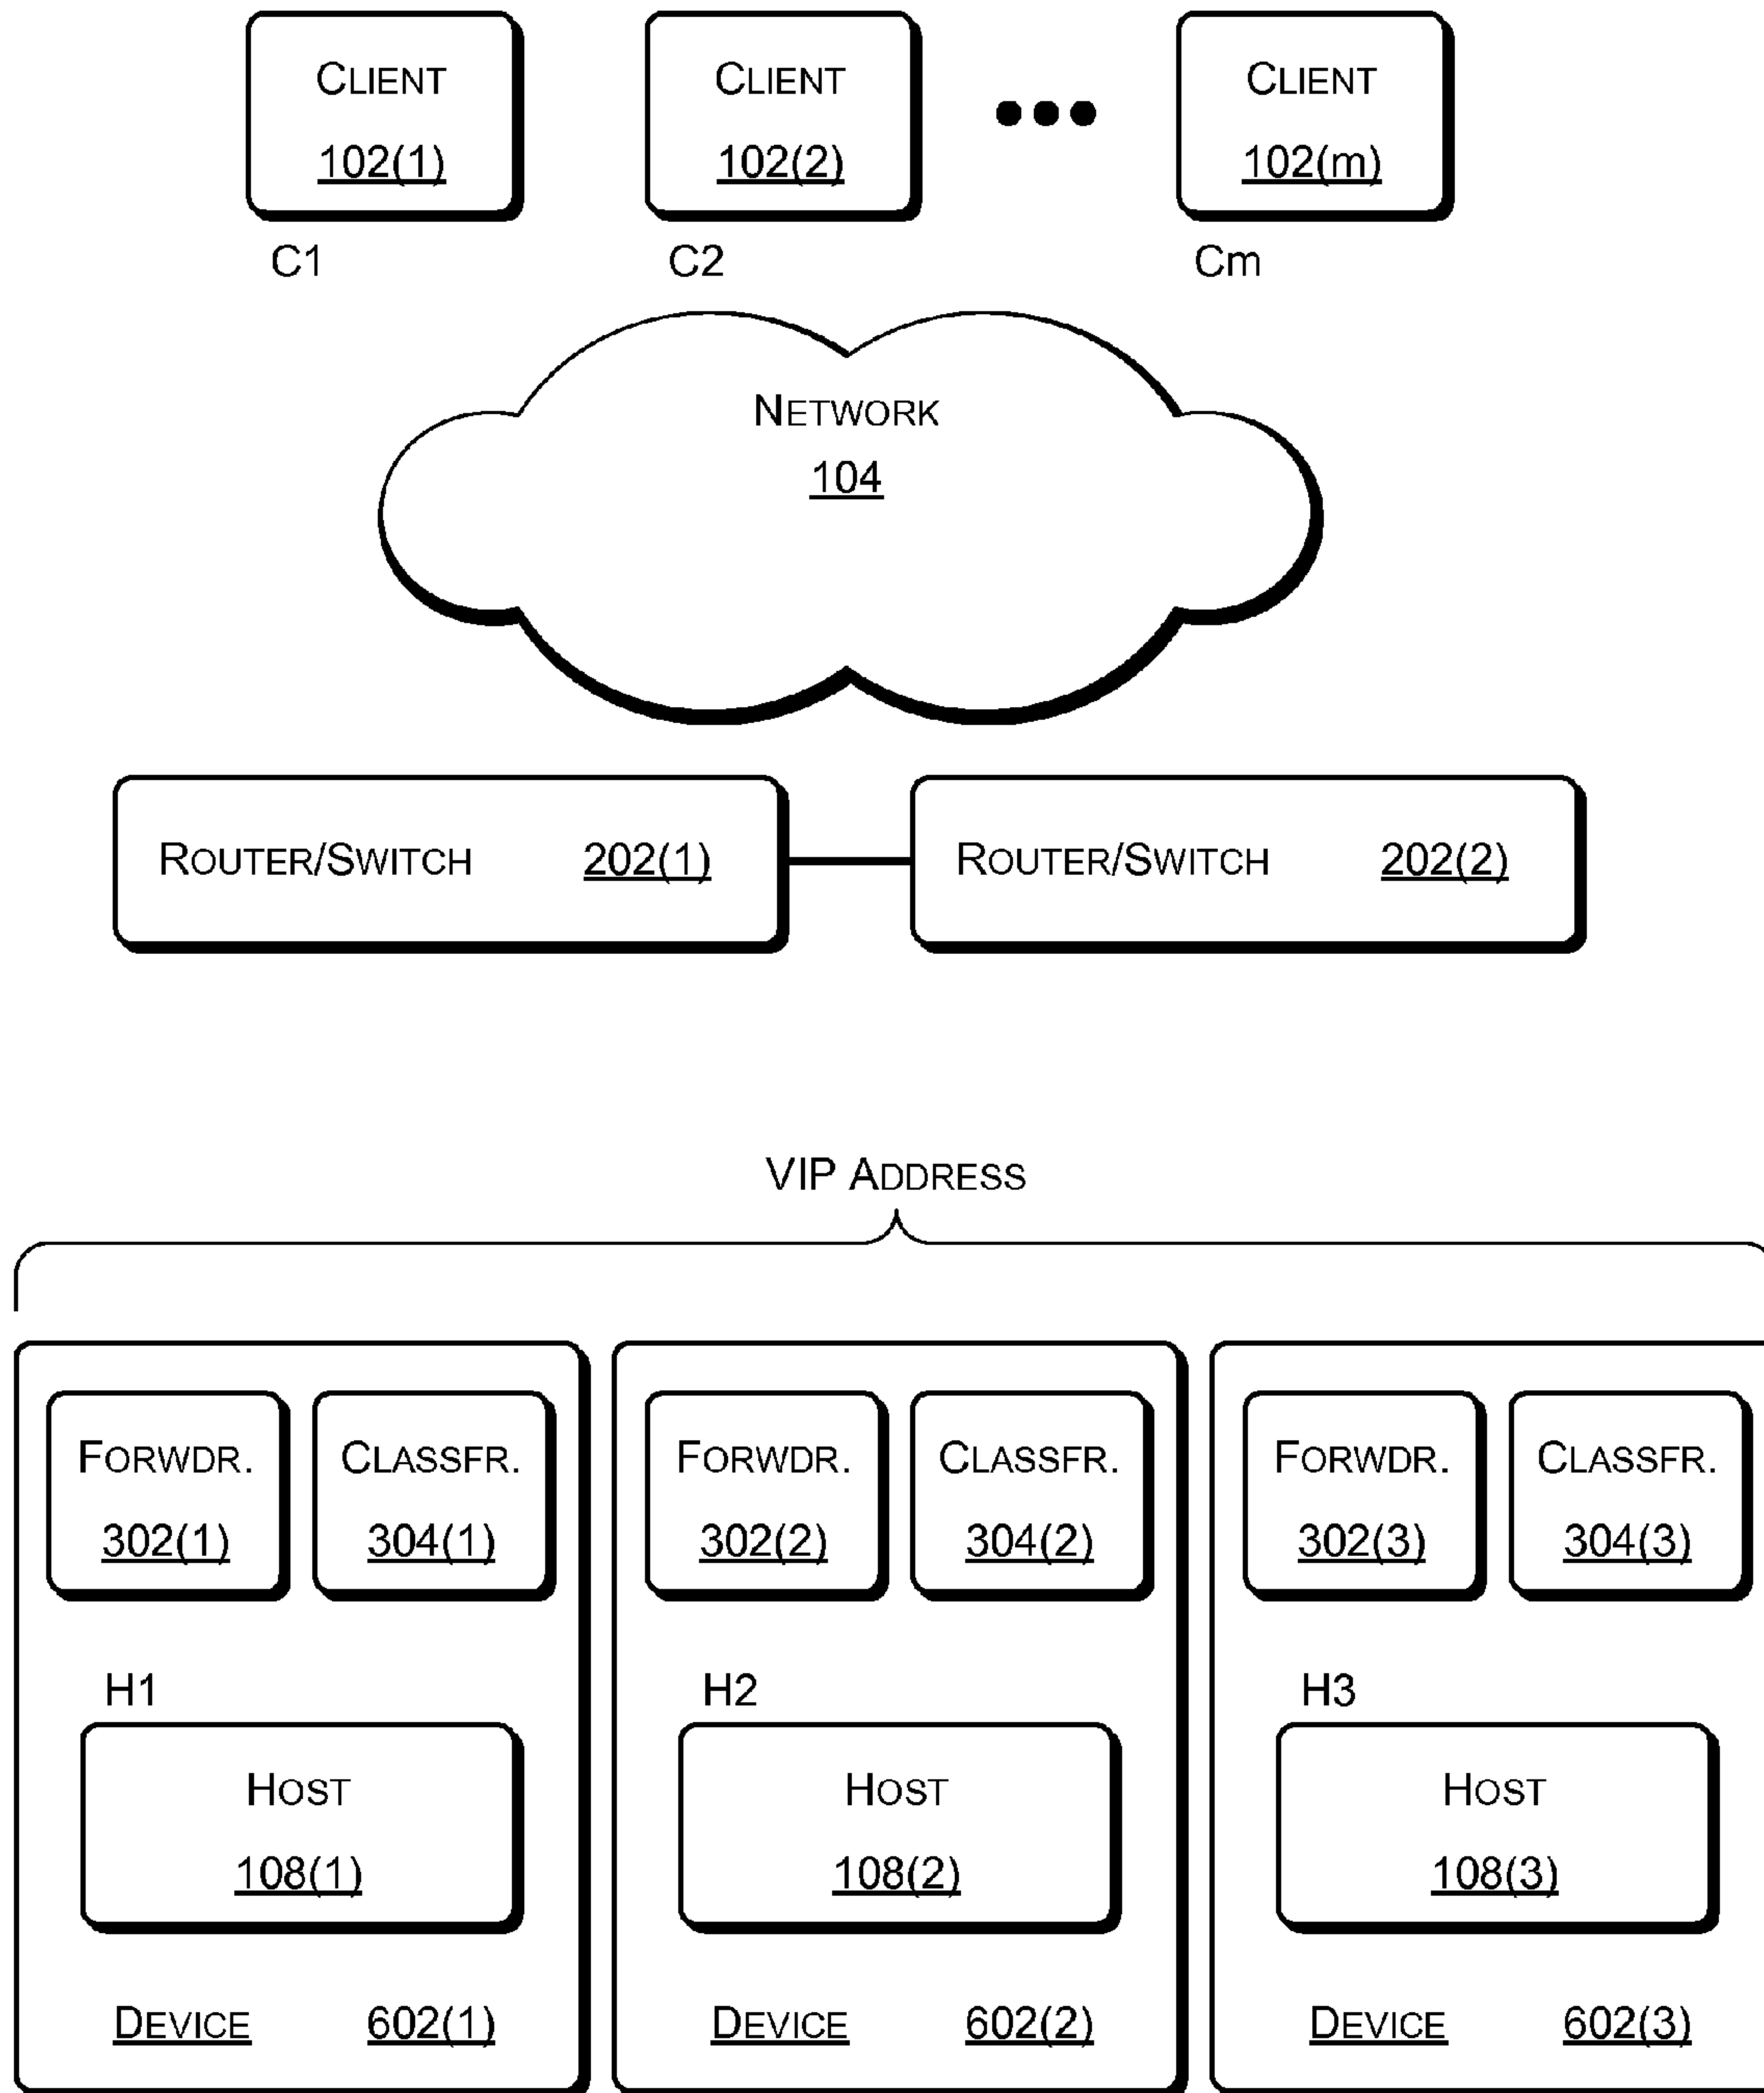 CLIENT CLIENT CLIENT
102(1) 102(2) ••• 102(m)
C1 C2 Cm
NETWORK
104
ROUTER/SWITCH 202(1) ROUTER/SWITCH 202(2)
VIP ADDRESS
FORWDR. CLASSFR. FORWDR. CLASSFR. FORWDR. CLASSFR.
302(1) 304(1) 302(2) 304(2) 302(3) 304(3)
H1 H2 H3
HOST HOST HOST
108(1) 108(2) 108(3)
DEVICE 602(1) DEVICE 602(2) DEVICE 602(3)